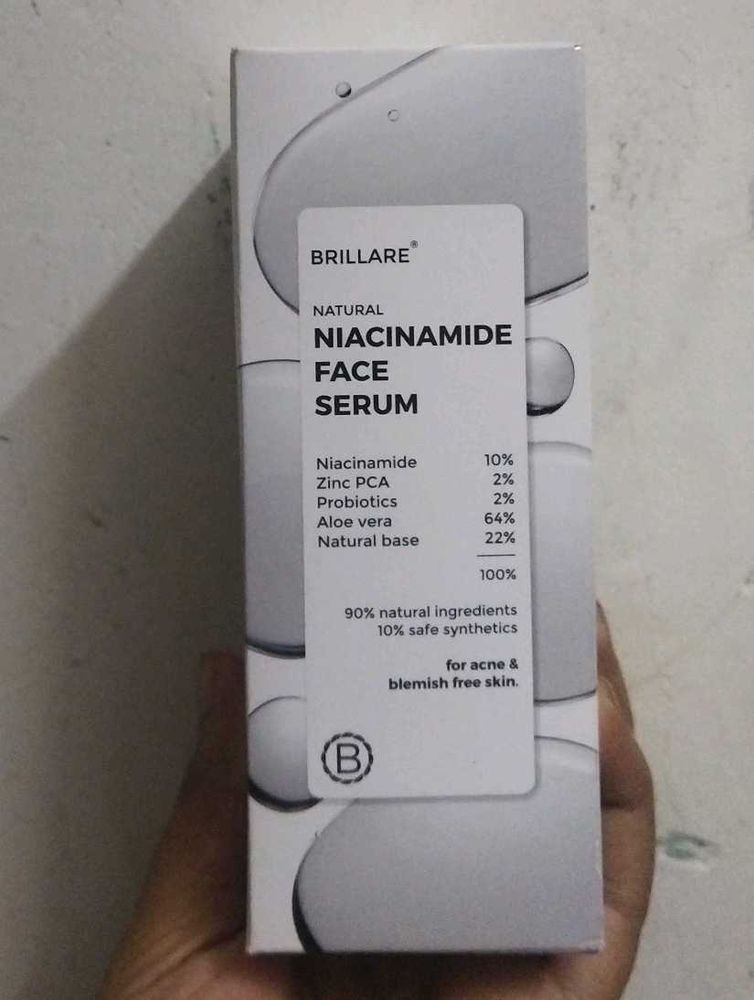 BRILLARE®
NATURAL
NIACINAMIDE
FACE
SERUM
Niacinamide 10%
Zinc PCA 2%
Probiotics 2%
Aloe vera 64%
Natural base 22%
100%
90% natural ingredients
10% safe synthetics
for acne &
blemish free skin.
B